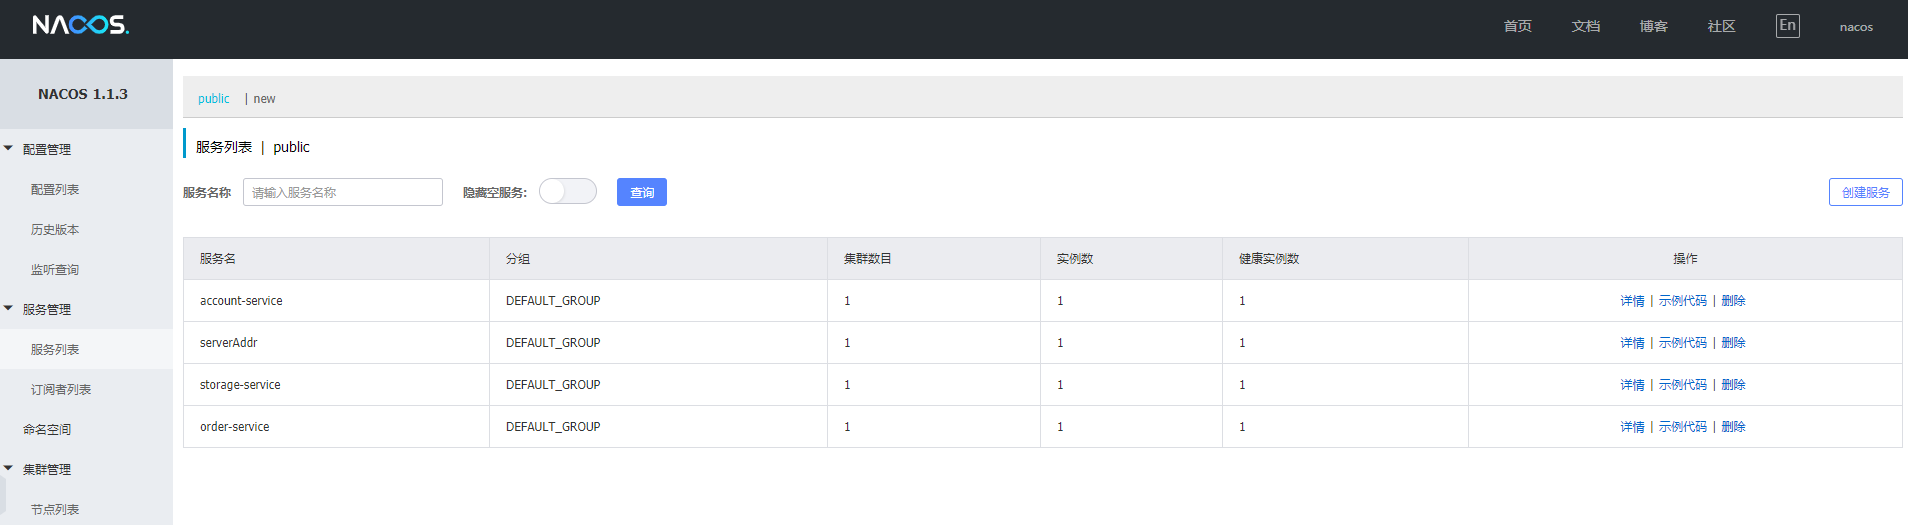 NACOS.
首页 文档 博客 社区 En nacos
NACOS 1.1.3
配置管理
配置列表
历史版本
监听查询
服务管理
服务列表
订阅者列表
命名空间
集群管理
节点列表
public | new
服务列表 | public
服务名称 请输入服务名称 隐藏空服务: 查询 创建服务
服务名 分组 集群数目 实例数 健康实例数 操作
account-service DEFAULT_GROUP 1 1 1 详情 | 示例代码 | 删除
serverAddr DEFAULT_GROUP 1 1 1 详情 | 示例代码 | 删除
storage-service DEFAULT_GROUP 1 1 1 详情 | 示例代码 | 删除
order-service DEFAULT_GROUP 1 1 1 详情 | 示例代码 | 删除